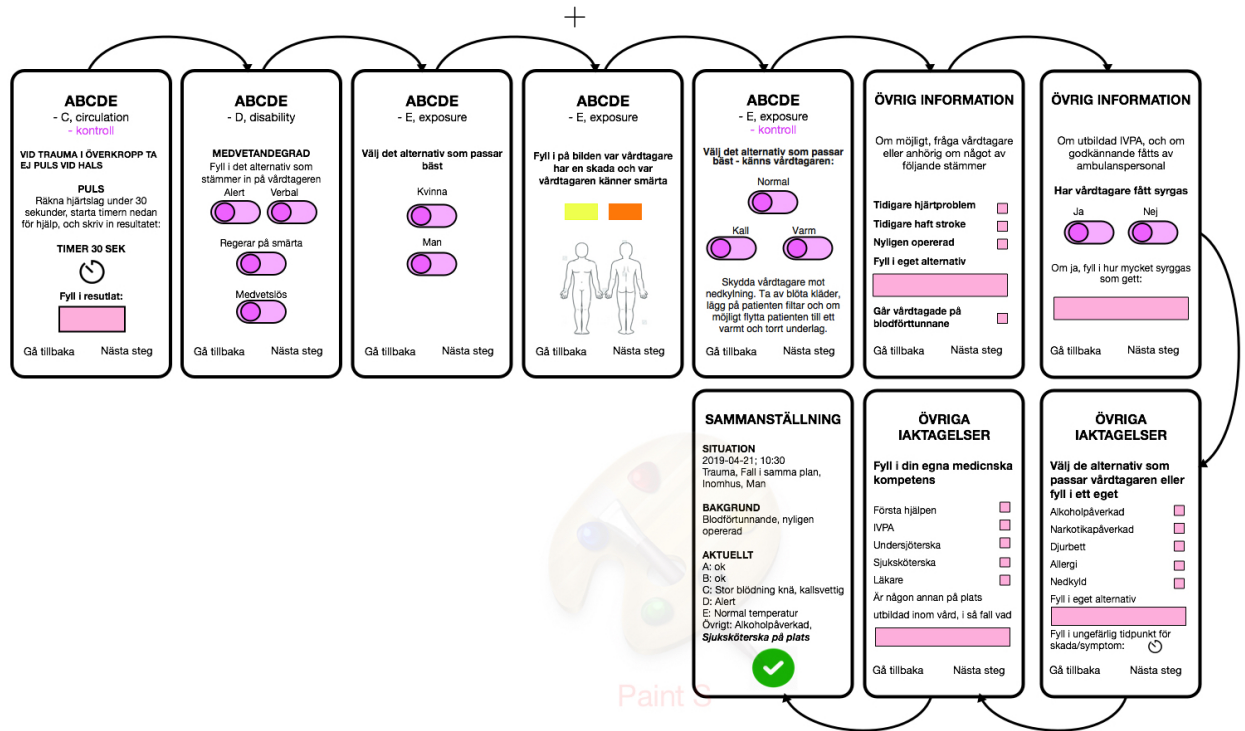 ABCDE
- C, circulation
- kontroll
VID TRAUMA I ÖVERKROPP TA
EJ PULS VID HALS
PULS
Räkna hjärtslag under 30
sekunder, starta timern nedan
för hjälp, och skriv in resultatet:
TIMER 30 SEK
Fyll i resutlat:
Gå tillbaka Nästa steg
ABCDE
- D, disability
MEDVETANDEGRAD
Fyll i det alternativ som
stämmer in på vårdtageren
Alert Verbal
Regerar på smärta
Medvetslös
Gå tillbaka Nästa steg
ABCDE
- E, exposure
Välj det alternativ som passar
bäst
Kvinna
Man
Gå tillbaka Nästa steg
ABCDE
- E, exposure
Fyll i på bilden var vårdtagare
har en skada och var
vårdtagaren känner smärta
Gå tillbaka Nästa steg
ABCDE
- E, exposure
- kontroll
Välj det alternativ som passar
bäst - känns vårdtagaren:
Normal
Kall Varm
Skydda vårdtagare mot
nedkylning. Ta av blöta kläder,
lägg på patienten filtar och om
möjligt flytta patienten till ett
varmt och torrt underlag.
Gå tillbaka Nästa steg
ÖVRIG INFORMATION
Om möjligt, fråga vårdtagare
eller anhörig om något av
följande stämmer
Tidigare hjärtproblem
Tidigare haft stroke
Nyligen opererad
Fyll i eget alternativ
Går vårdtagade på
blodförttunnane
Gå tillbaka Nästa steg
ÖVRIG INFORMATION
Om utbildad IVPA, och om
godkännande fåtts av
ambulanspersonal
Har vårdtagare fått syrgas
Ja Nej
Om ja, fyll i hur mycket syrggas
som gett:
Gå tillbaka Nästa steg
SAMMANSTÄLLNING
SITUATION
2019-04-21; 10:30
Trauma, Fall i samma plan,
Inomhus, Man
BAKGRUND
Blodförtunnande, nyligen
opererad
AKTUELLT
A: ok
B: ok
C: Stor blödning knä, kallsvettig
D: Alert
E: Normal temperatur
Övrigt: Alkoholpåverkad,
Sjuksköterska på plats
Paint S
ÖVRIGA
IAKTAGELSER
Fyll i din egna medicnska
kompetens
Första hjälpen
IVPA
Undersjöterska
Sjuksköterska
Läkare
Är någon annan på plats
utbildad inom vård, i så fall vad
Gå tillbaka Nästa steg
ÖVRIGA
IAKTAGELSER
Välj de alternativ som
passar vårdtagaren eller
fyll i ett eget
Alkoholpåverkad
Narkotikapåverkad
Djurbett
Allergi
Nedkyld
Fyll i eget alternativ
Fyll i ungefärlig tidpunkt för
skada/symptom:
Gå tillbaka Nästa steg